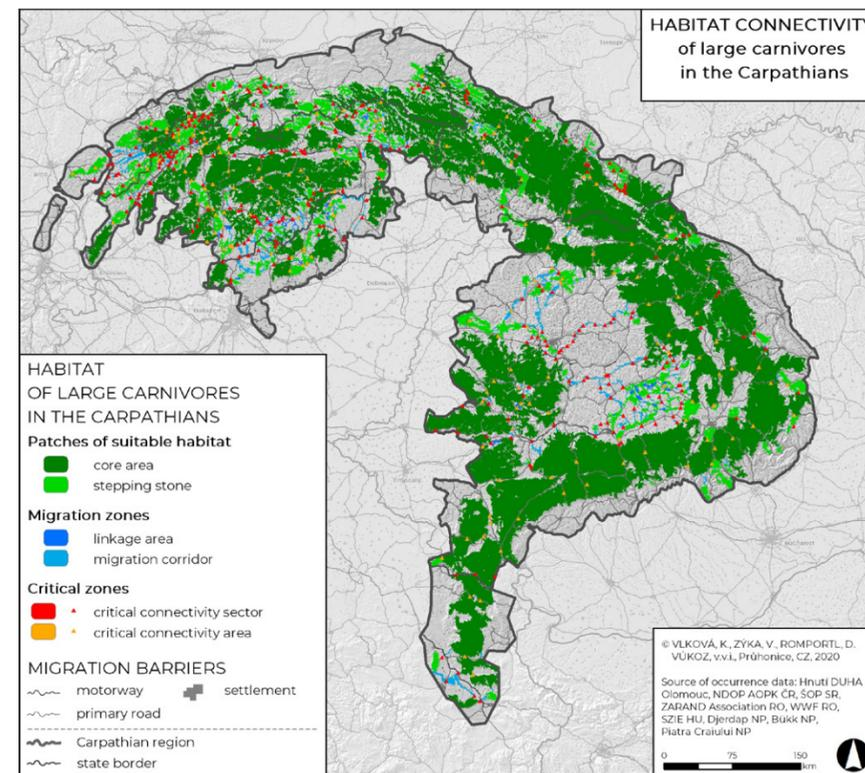 HABITAT CONNECTIVITY
of large carnivores
in the Carpathians
HABITAT
OF LARGE CARNIVORES
IN THE CARPATHIANS
Patches of suitable habitat
core area
stepping stone
Migration zones
linkage area
migration corridor
Critical zones
critical connectivity sector
critical connectivity area
MIGRATION BARRIERS
motorway
settlement
primary road
Carpathian region
state border
© VLKOVÁ, K., ZÝKA, V., ROMPORTL, D.
VÚKOZ, v.v.i., Průhonice, CZ, 2020
Source of occurrence data: Hnutí DUHA
Olomouc, NDOP AOPK ČR, ŠOP SR,
ZARAND Association RO, WWF RO,
SZIE HU, Djerdap NP, Bükk NP,
Piatra Craiului NP
0 75 150
km